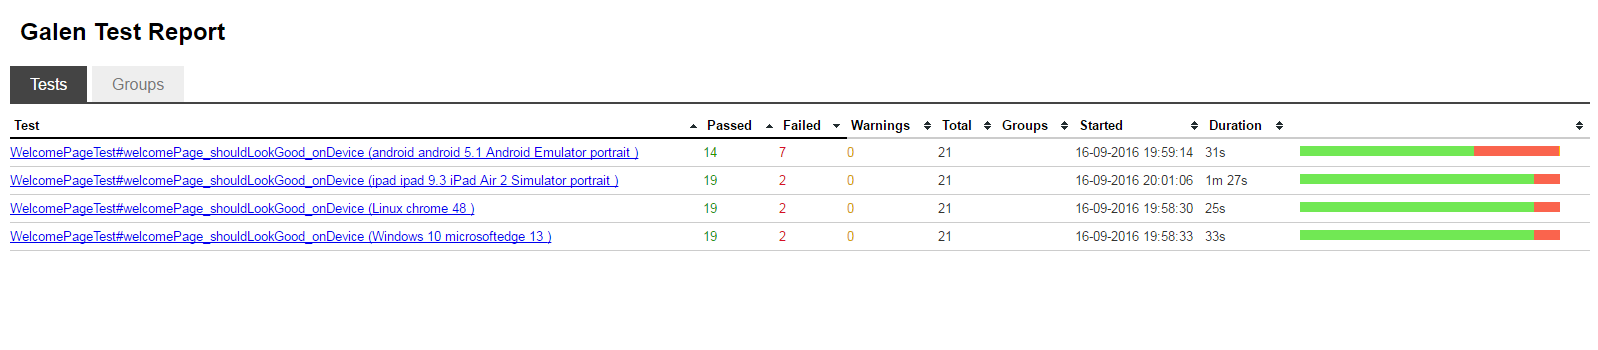 Galen Test Report
Tests Groups
Test Passed Failed Warnings Total Groups Started Duration
WelcomePageTest#welcomePage_shouldLookGood_onDevice (android android 5.1 Android Emulator portrait ) 14 7 0 21 16-09-2016 19:59:14 31s
WelcomePageTest#welcomePage_shouldLookGood_onDevice (ipad ipad 9.3 iPad Air 2 Simulator portrait ) 19 2 0 21 16-09-2016 20:01:06 1m 27s
WelcomePageTest#welcomePage_shouldLookGood_onDevice (Linux chrome 48 ) 19 2 0 21 16-09-2016 19:58:30 25s
WelcomePageTest#welcomePage_shouldLookGood_onDevice (Windows 10 microsoftedge 13 ) 19 2 0 21 16-09-2016 19:58:33 33s